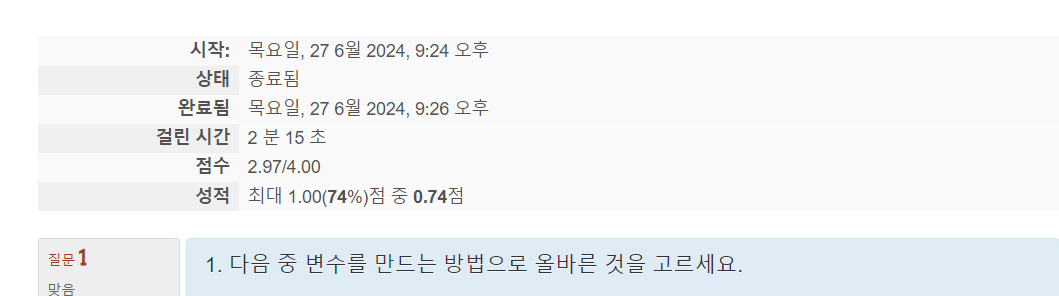 시작: 목요일, 27 6월 2024, 9:24 오후
상태 종료됨
완료됨 목요일, 27 6월 2024, 9:26 오후
걸린 시간 2 분 15 초
점수 2.97/4.00
성적 최대 1.00(74%)점 중 0.74점
질문 1
맞음
1. 다음 중 변수를 만드는 방법으로 올바른 것을 고르세요.